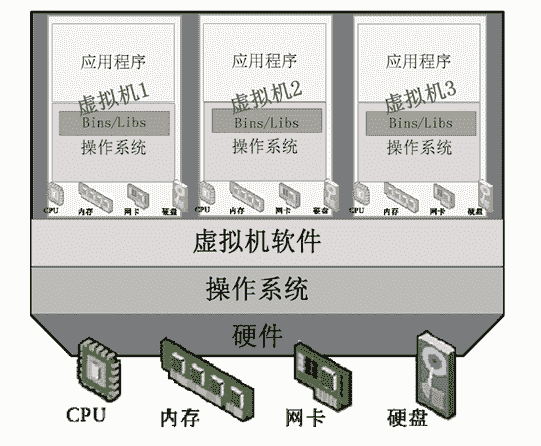 应用程序 应用程序 应用程序
虚拟机1 虚拟机2 虚拟机3
Bins/Libs Bins/Libs Bins/Libs
操作系统 操作系统 操作系统
CPU 内存 网卡 硬盘 CPU 内存 网卡 硬盘 CPU 内存 网卡 硬盘
虚拟机软件
操作系统
硬件
CPU 内存 网卡 硬盘